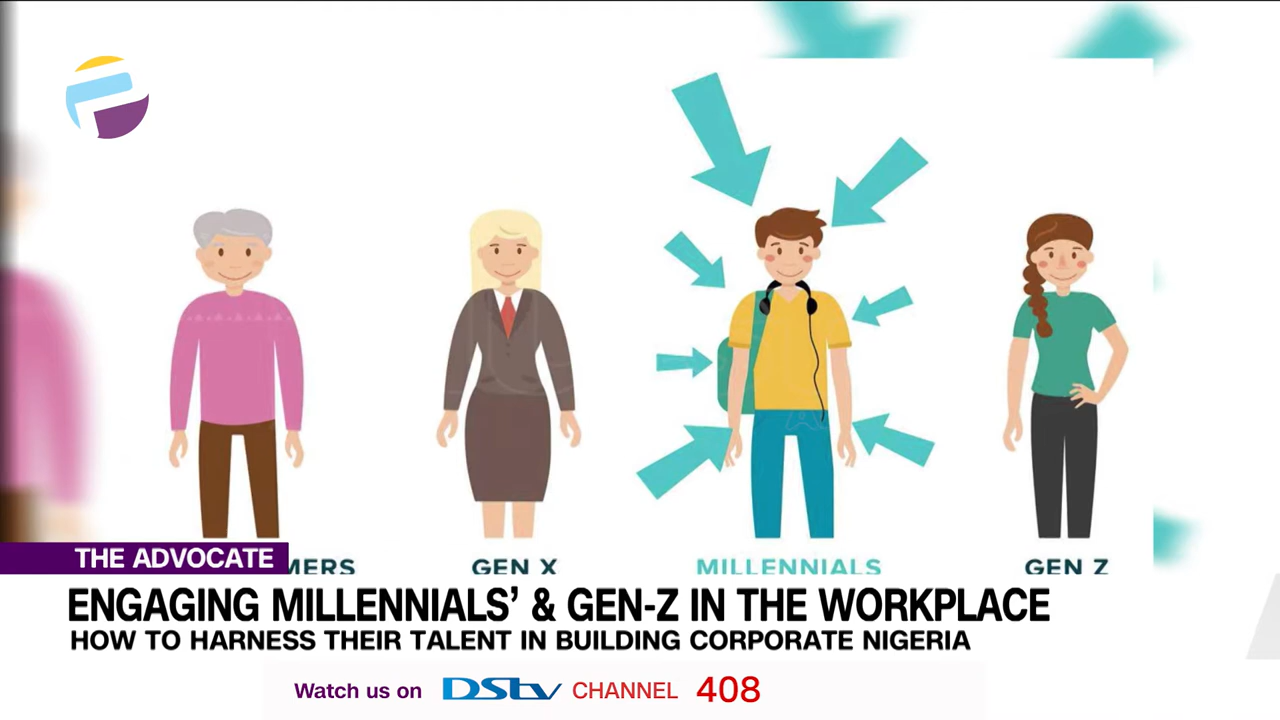 THE ADVOCATE
MERS
GEN X
MILLENNIALS
GEN Z
ENGAGING MILLENNIALS’ & GEN-Z IN THE WORKPLACE
HOW TO HARNESS THEIR TALENT IN BUILDING CORPORATE NIGERIA
Watch us on DStv CHANNEL 408